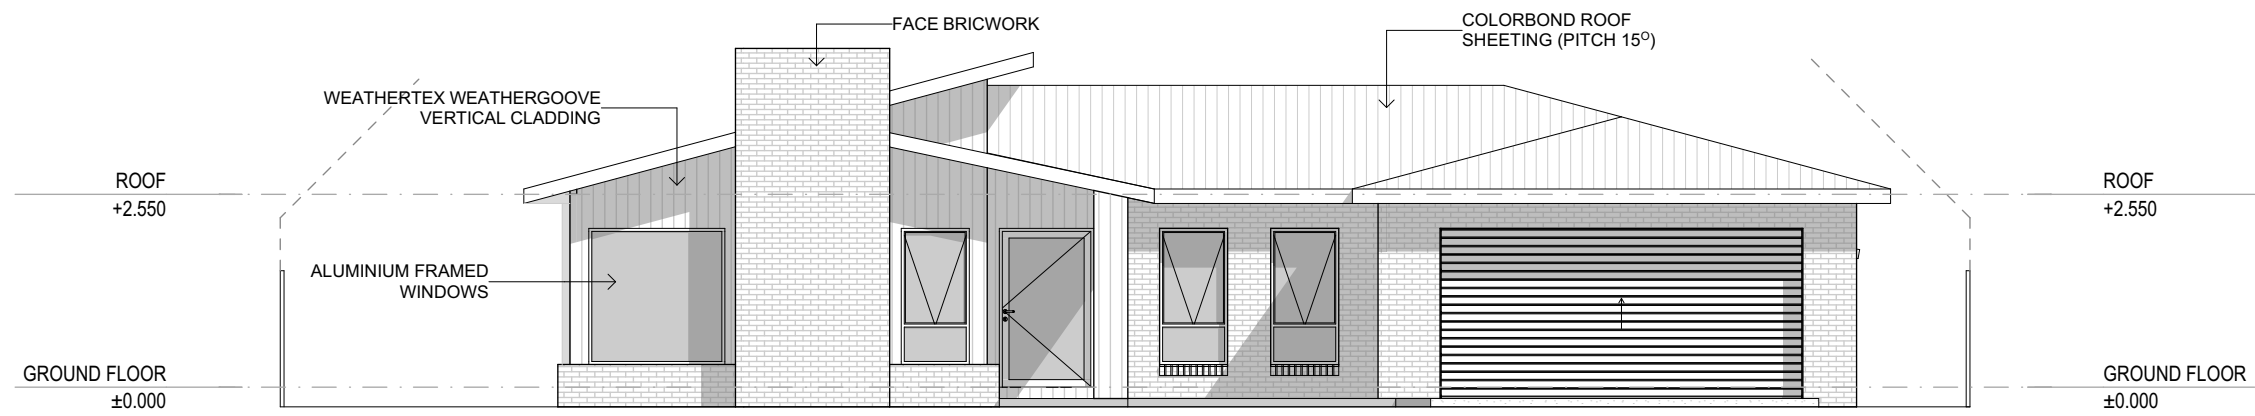 FACE BRICWORK
COLORBOND ROOF
SHEETING (PITCH 15O)
WEATHERTEX WEATHERGOOVE
VERTICAL CLADDING
ROOF
+2.550
ROOF
+2.550
ALUMINIUM FRAMED
WINDOWS
GROUND FLOOR
±0.000
GROUND FLOOR
±0.000